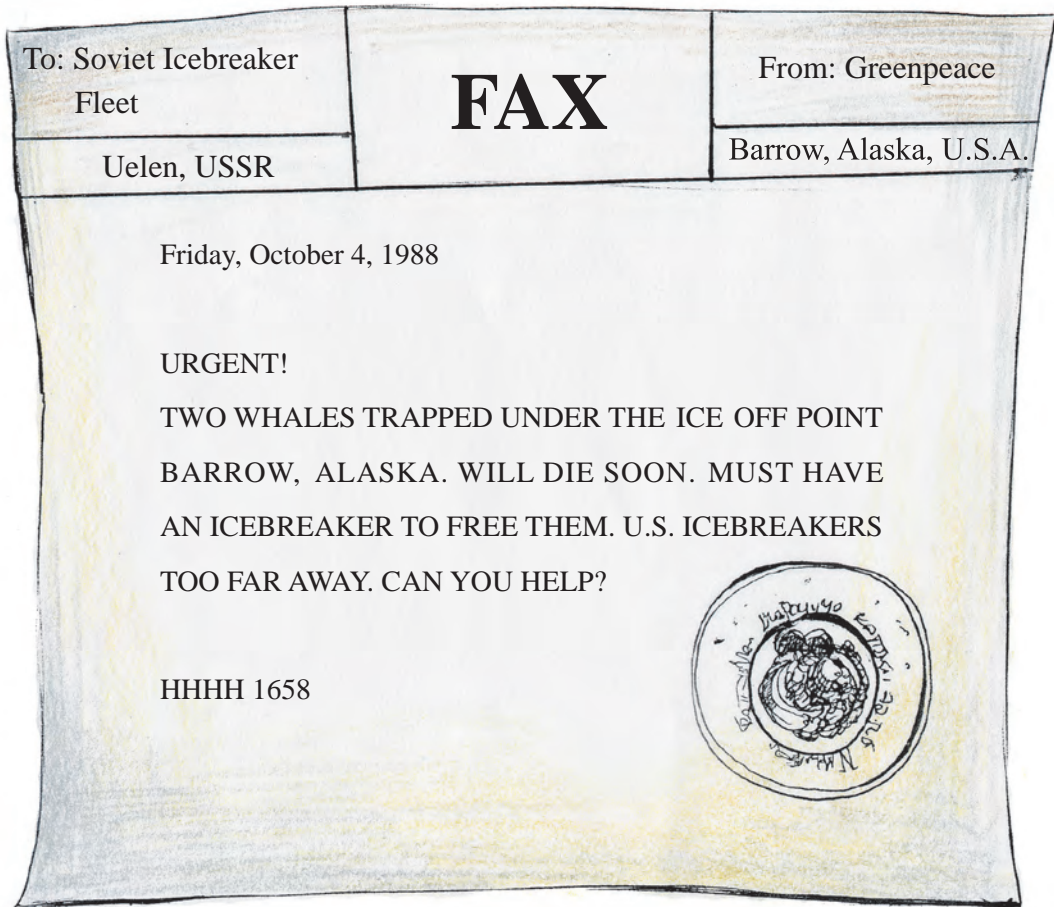 To: Soviet Icebreaker
Fleet
Uelen, USSR
FAX
From: Greenpeace
Barrow, Alaska, U.S.A.
Friday, October 4, 1988
URGENT!
TWO WHALES TRAPPED UNDER THE ICE OFF POINT
BARROW, ALASKA. WILL DIE SOON. MUST HAVE
AN ICEBREAKER TO FREE THEM. U.S. ICEBREAKERS
TOO FAR AWAY. CAN YOU HELP?
HHHH 1658